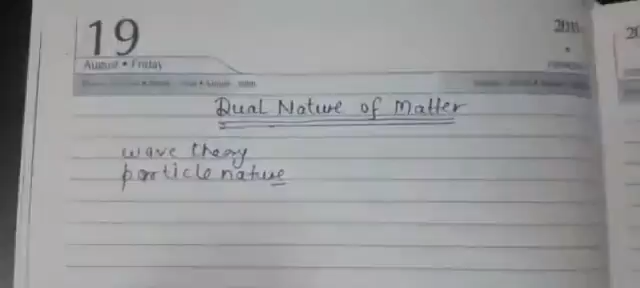 19
August • Friday
Dual Nature of Matter
wave theory
particle nature